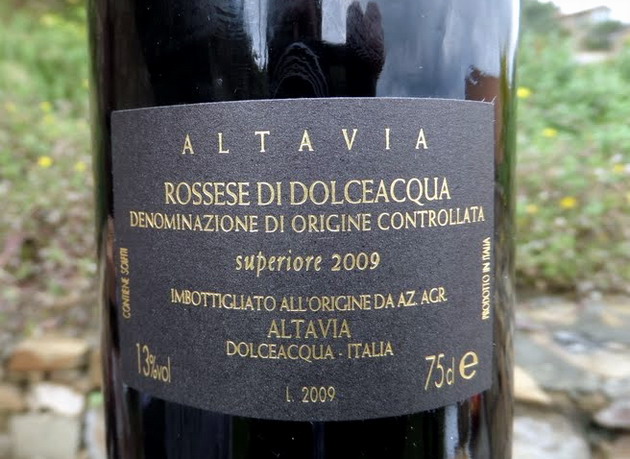 ALTAVIA
ROSSESE DI DOLCEACQUA
DENOMINAZIONE DI ORIGINE CONTROLLATA
superiore 2009
CONTIENE SOLFITI
PRODOTTO IN ITALIA
IMBOTTIGLIATO ALL'ORIGINE DA AZ. AGR.
ALTAVIA
DOLCEACQUA - ITALIA
13%vol
75cl e
l. 2009